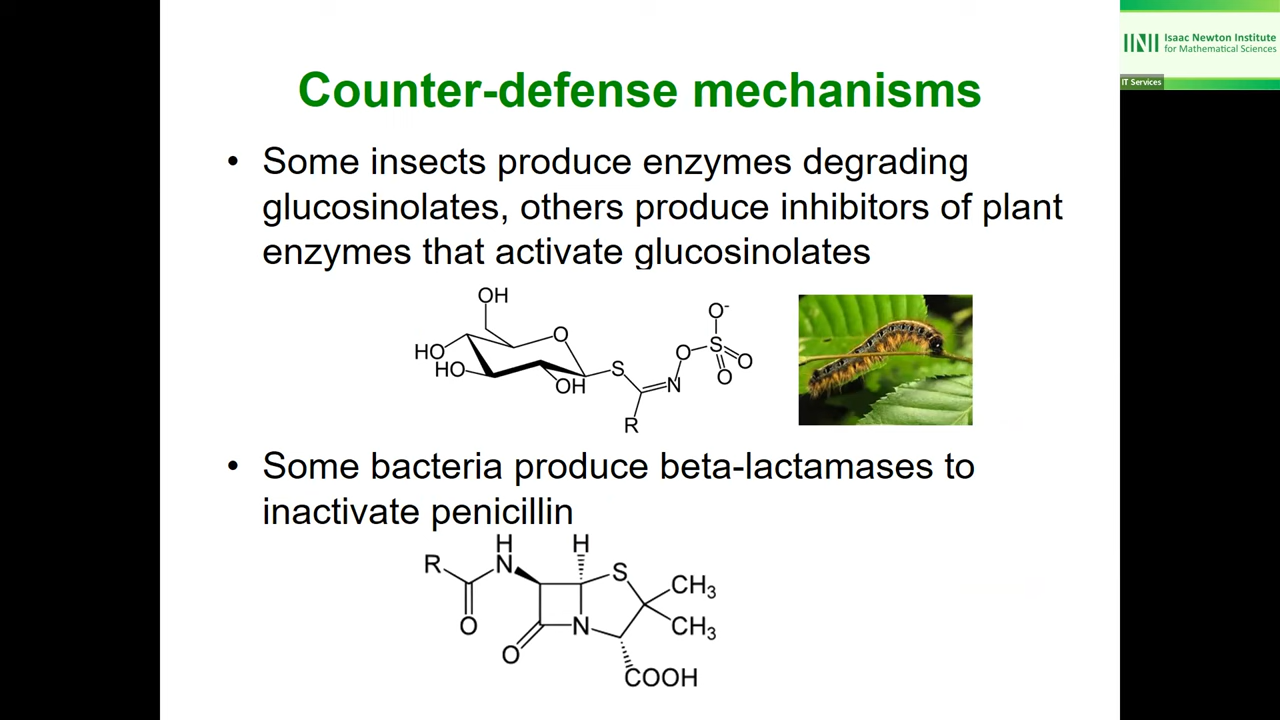 Isaac Newton Institute
for Mathematical Sciences
IT Services
Counter-defense mechanisms
• Some insects produce enzymes degrading
glucosinolates, others produce inhibitors of plant
enzymes that activate glucosinolates
OH
O
HO
HO
OH
S
N
O
S
O-
O
O
R
• Some bacteria produce beta-lactamases to
inactivate penicillin
H
H
R
N
S
CH3
O
N
CH3
O
COOH